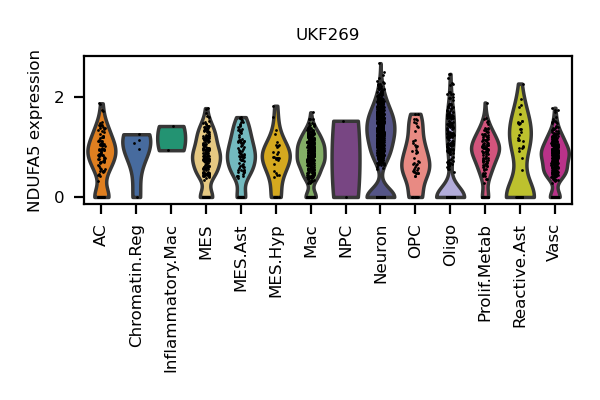 UKF269
NDUFA5 expression
2
0
AC
Chromatin.Reg
Inflammatory.Mac
MES
MES.Ast
MES.Hyp
Mac
NPC
Neuron
OPC
Oligo
Prolif.Metab
Reactive.Ast
Vasc